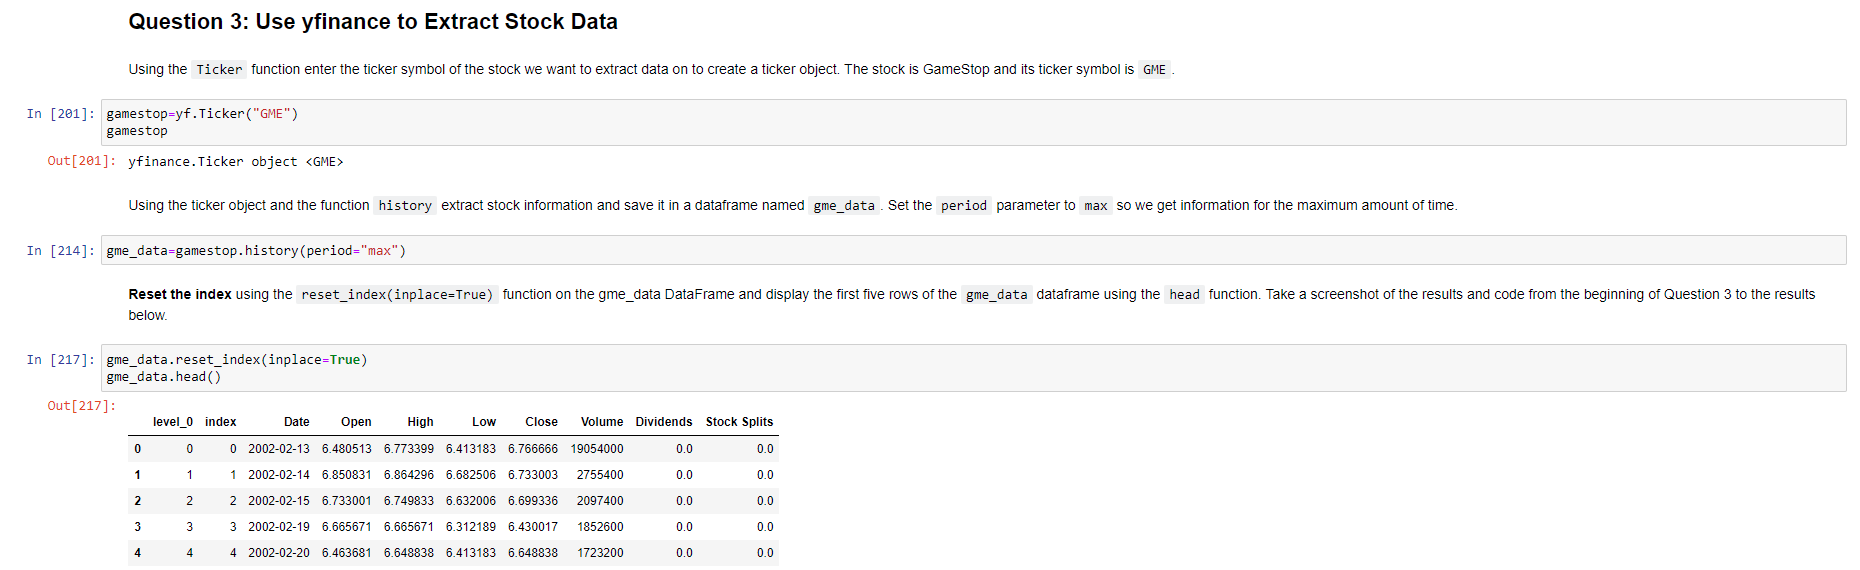 Question 3: Use yfinance to Extract Stock Data
Using the Ticker function enter the ticker symbol of the stock we want to extract data on to create a ticker object. The stock is GameStop and its ticker symbol is GME .
In [201]: gamestop=yf.Ticker("GME")
gamestop
Out[201]: yfinance.Ticker object <GME>
Using the ticker object and the function history extract stock information and save it in a dataframe named gme_data . Set the period parameter to max so we get information for the maximum amount of time.
In [214]: gme_data=gamestop.history(period="max")
Reset the index using the reset_index(inplace=True) function on the gme_data DataFrame and display the first five rows of the gme_data dataframe using the head function. Take a screenshot of the results and code from the beginning of Question 3 to the results
below.
In [217]: gme_data.reset_index(inplace=True)
gme_data.head()
Out[217]:
level_0 index Date Open High Low Close Volume Dividends Stock Splits
0 0 0 2002-02-13 6.480513 6.773399 6.413183 6.766666 19054000 0.0 0.0
1 1 1 2002-02-14 6.850831 6.864296 6.682506 6.733003 2755400 0.0 0.0
2 2 2 2002-02-15 6.733001 6.749833 6.632006 6.699336 2097400 0.0 0.0
3 3 3 2002-02-19 6.665671 6.665671 6.312189 6.430017 1852600 0.0 0.0
4 4 4 2002-02-20 6.463681 6.648838 6.413183 6.648838 1723200 0.0 0.0